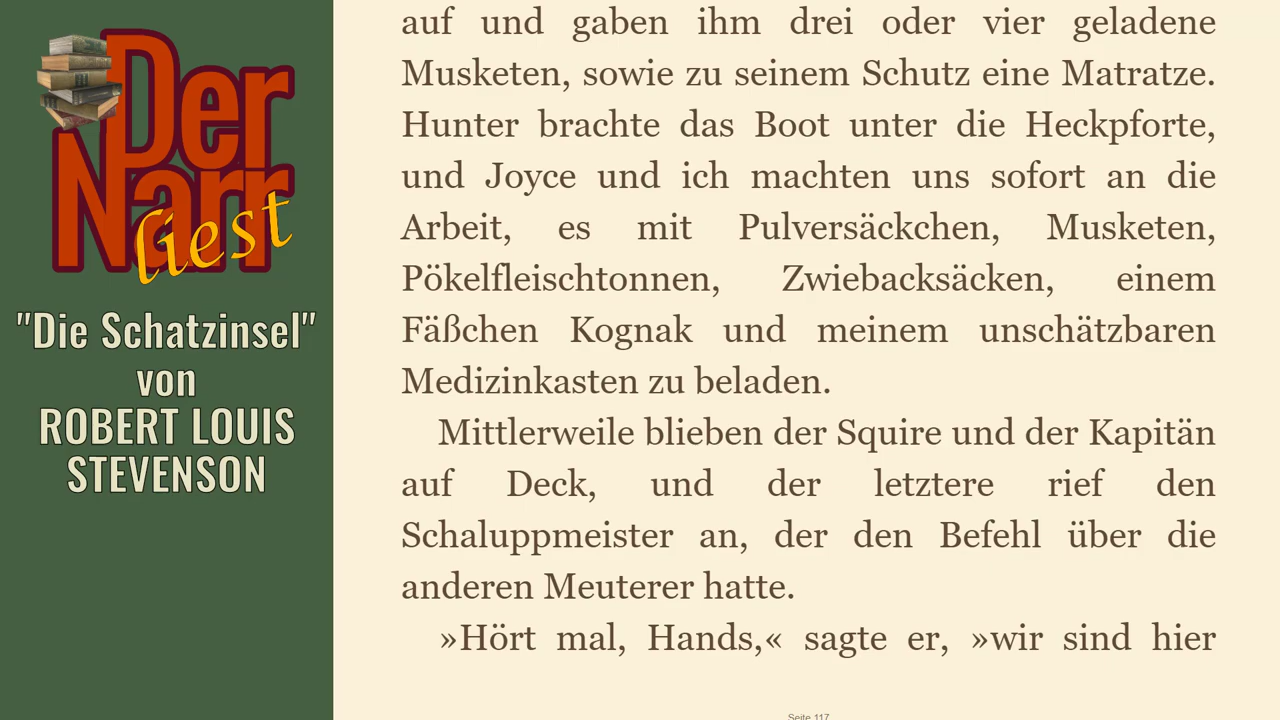 Der
Narr
liest
"Die Schatzinsel"
von
ROBERT LOUIS
STEVENSON
auf und gaben ihm drei oder vier geladene
Musketen, sowie zu seinem Schutz eine Matratze.
Hunter brachte das Boot unter die Heckpforte,
und Joyce und ich machten uns sofort an die
Arbeit, es mit Pulversäckchen, Musketen,
Pökelfleischtonnen, Zwiebacksäcken, einem
Fäßchen Kognak und meinem unschätzbaren
Medizinkasten zu beladen.
Mittlerweile blieben der Squire und der Kapitän
auf Deck, und der letztere rief den
Schaluppmeister an, der den Befehl über die
anderen Meuterer hatte.
»Hört mal, Hands,« sagte er, »wir sind hier
Seite 117